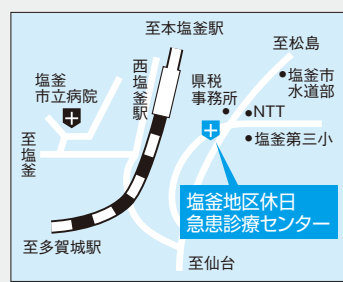 至本塩釜駅
至松島
塩釜
市立病院
西塩釜駅
県税
事務所
塩釜市
水道部
NTT
塩釜第三小
至塩釜
塩釜地区休日
急患診療センター
至多賀城駅
至仙台